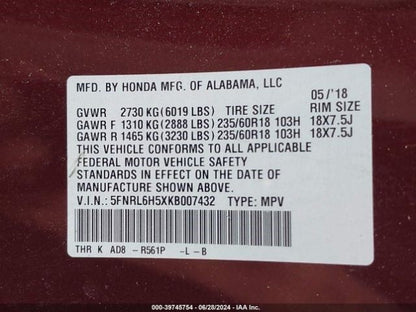 MFD. BY HONDA MFG. OF ALABAMA, LLC
05/'18
GVWR 2730 KG(6019 LBS) TIRE SIZE RIM SIZE
GAWR F 1310 KG(2888 LBS) 235/60R18 103H 18X7.5J
GAWR R 1465 KG(3230 LBS) 235/60R18 103H 18X7.5J
THIS VEHICLE CONFORMS TO ALL APPLICABLE
FEDERAL MOTOR VEHICLE SAFETY
STANDARDS IN EFFECT ON THE DATE OF
MANUFACTURE SHOWN ABOVE.
V.I.N: 5FNRL6H5XKB007432 TYPE: MPV
THR K AD8 -R561P -L-B
000-39745754 - 06/28/2024 - IAA Inc.